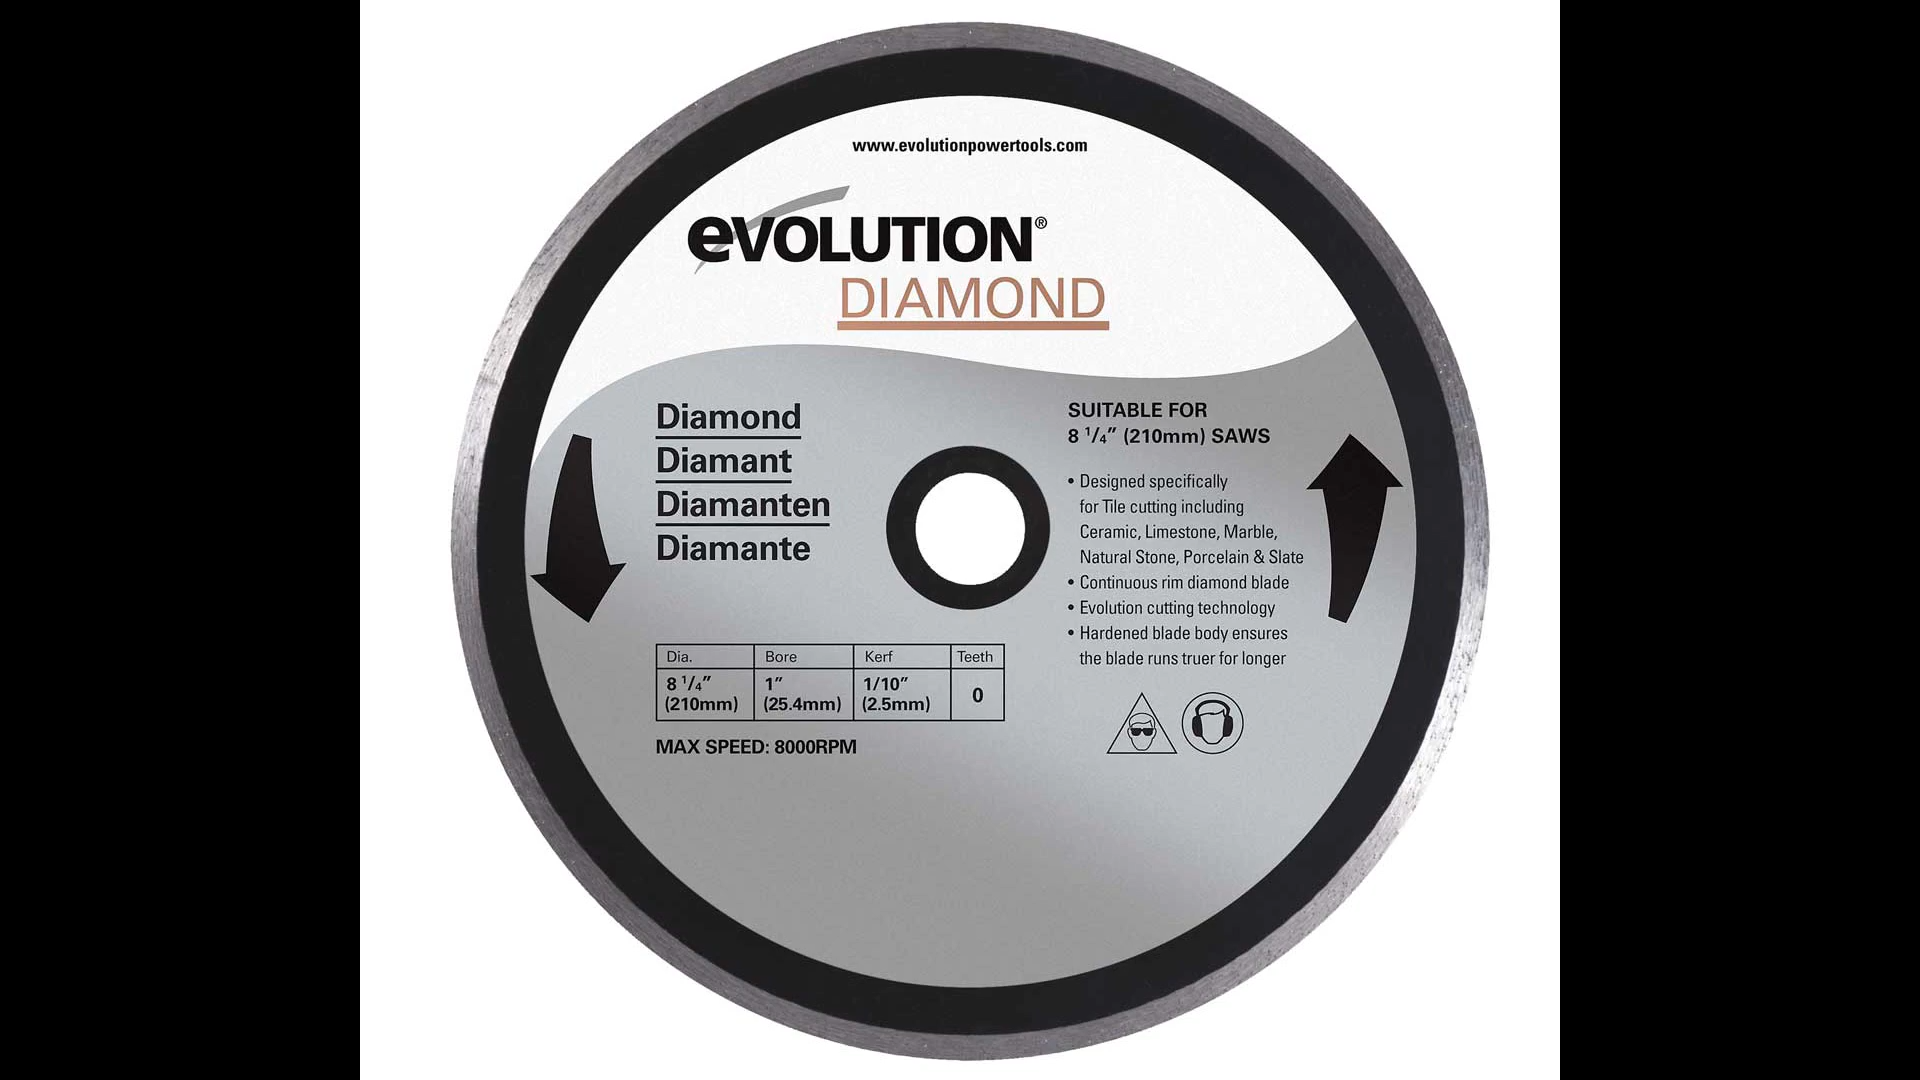 www.evolutionpowertools.com
evOLUTION®
DIAMOND
Diamond
Diamant
Diamanten
Diamante
SUITABLE FOR
8 1/4” (210mm) SAWS
• Designed specifically
for Tile cutting including
Ceramic, Limestone, Marble,
Natural Stone, Porcelain & Slate
• Continuous rim diamond blade
• Evolution cutting technology
• Hardened blade body ensures
the blade runs truer for longer
Dia. Bore Kerf Teeth
8 1/4” 1” 1/10” 0
(210mm) (25.4mm) (2.5mm)
MAX SPEED: 8000RPM